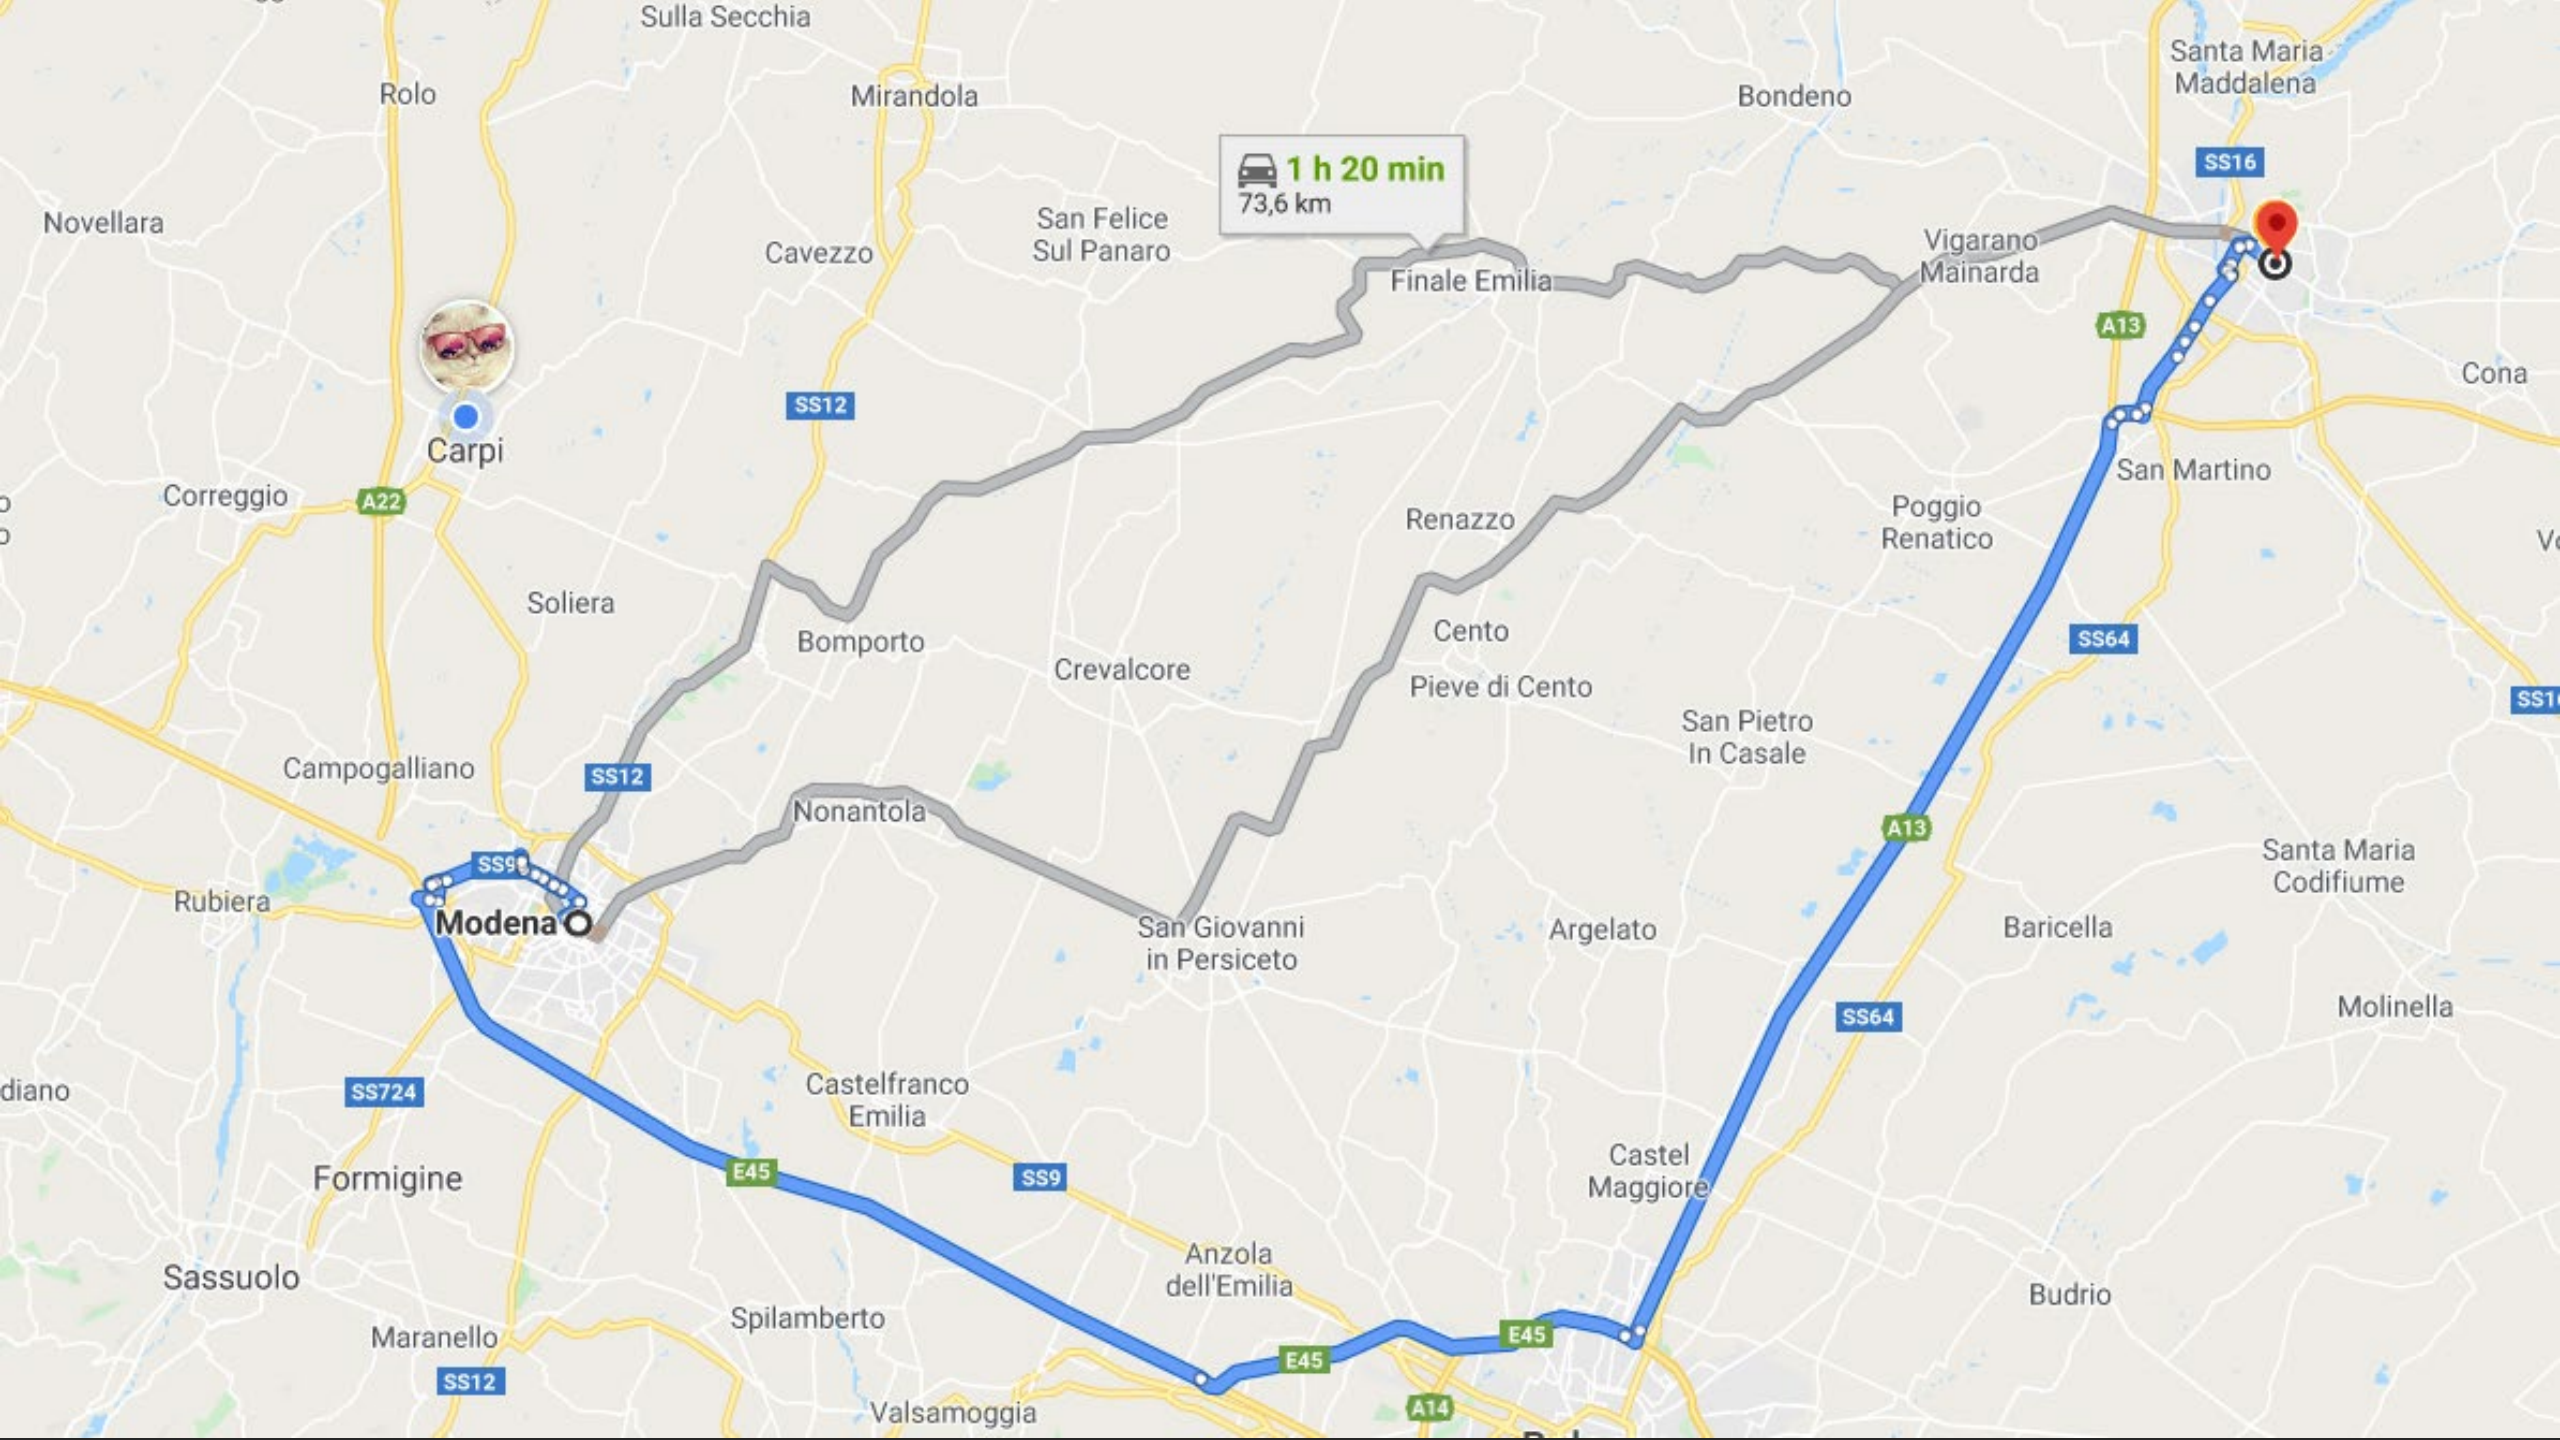 Sulla Secchia
Santa Maria
Maddalena
Rolo
Mirandola
Bondeno
SS16
1 h 20 min
73,6 km
Novellara
San Felice
Sul Panaro
Cavezzo
Vigarano
Mainarda
Finale Emilia
A13
Cona
SS12
Carpi
San Martino
Correggio
A22
Renazzo
Poggio
Renatico
Soliera
Bomporto
Cento
SS64
Crevalcore
Pieve di Cento
San Pietro
In Casale
Campogalliano
SS12
Nonantola
A13
Santa Maria
Codifiume
SS9
Rubiera
Modena
San Giovanni
in Persiceto
Argelato
Baricella
Molinella
SS64
diano
SS724
Castelfranco
Emilia
Castel
Maggiore
E45
Formigine
SS9
Anzola
dell'Emilia
Sassuolo
Budrio
Spilamberto
Maranello
E45
E45
SS12
Valsamoggia
A14